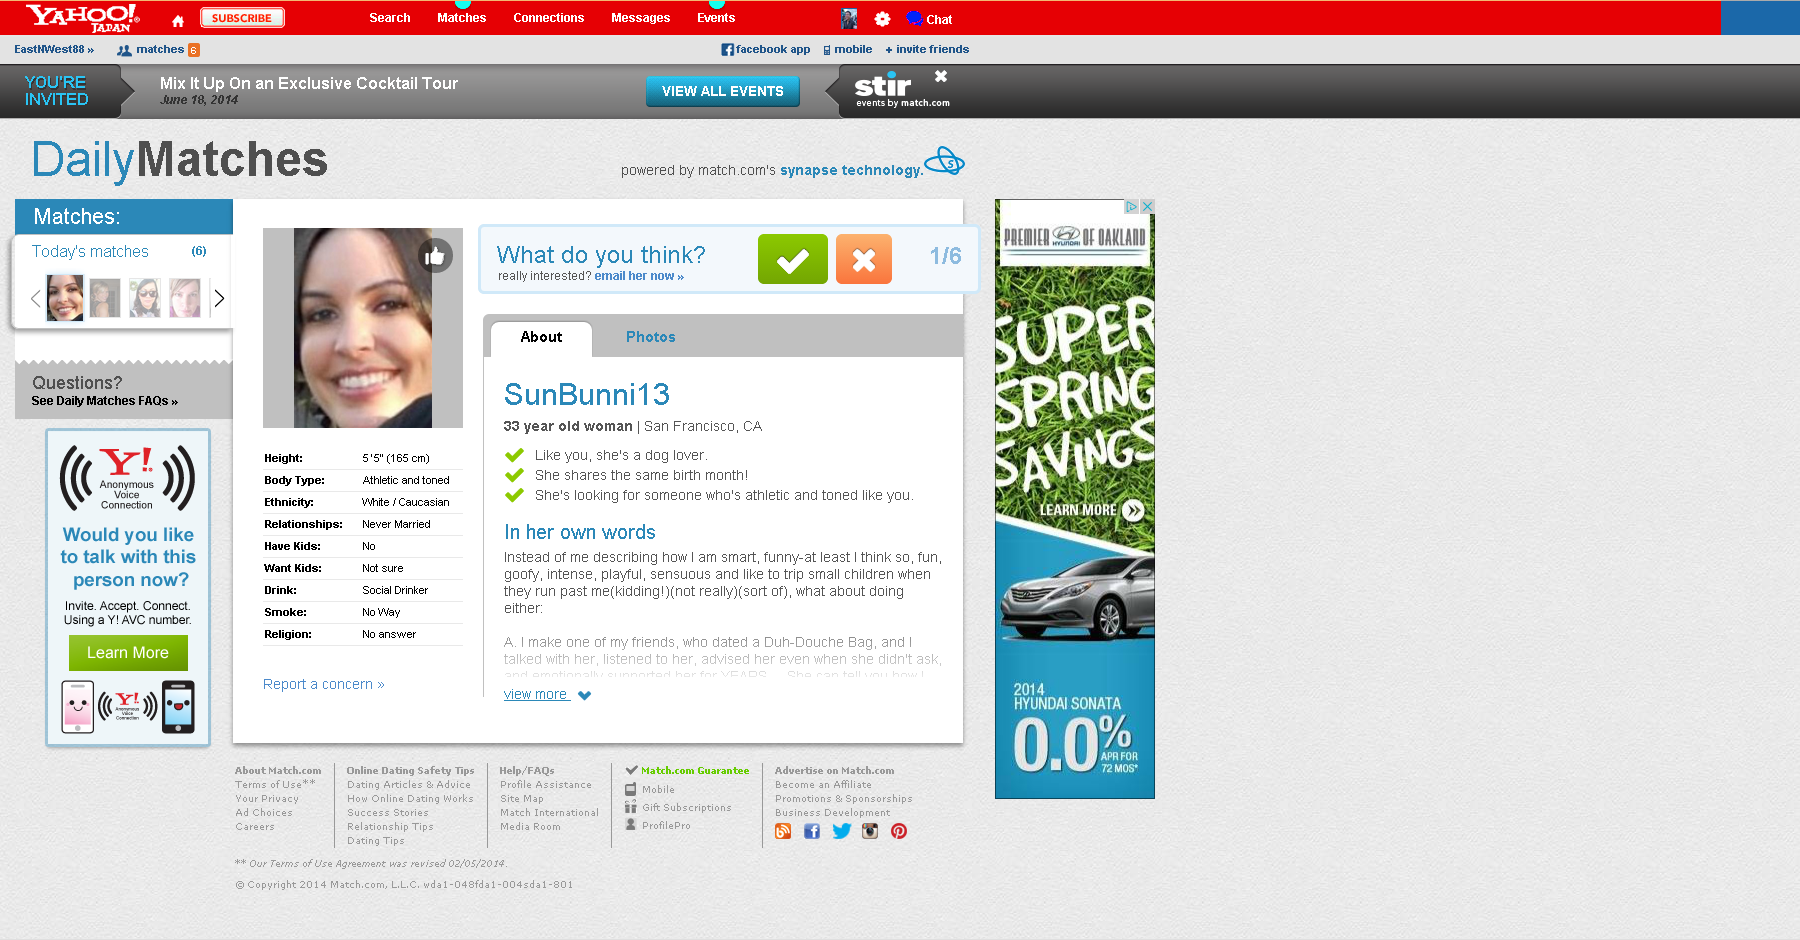 YAHOO! JAPAN
SUBSCRIBE
Search Matches Connections Messages Events Chat
EastNWest88 » matches 6 facebook app mobile + invite friends
YOU'RE INVITED
Mix It Up On an Exclusive Cocktail Tour
June 18, 2014
VIEW ALL EVENTS
stir
events by match.com
DailyMatches
powered by match.com's synapse technology.
Matches:
Today's matches (6)
Questions?
See Daily Matches FAQs »
Y!
Anonymous
Voice
Connection
Would you like
to talk with this
person now?
Invite. Accept. Connect.
Using a Y! AVC number.
Learn More
Y!
Anonymous
Voice
Connection
What do you think?
really interested? email her now »
1/6
About Photos
SunBunni13
33 year old woman | San Francisco, CA
Like you, she's a dog lover.
She shares the same birth month!
She's looking for someone who's athletic and toned like you.
In her own words
Instead of me describing how I am smart, funny-at least I think so, fun,
goofy, intense, playful, sensuous and like to trip small children when
they run past me(kidding!)(not really)(sort of), what about doing
either:
A. I make one of my friends, who dated a Duh-Douche Bag, and I
talked with her, listened to her, advised her even when she didn't ask,
and emotionally supported her for YEARS
view more
Height: 5'5" (165 cm)
Body Type: Athletic and toned
Ethnicity: White / Caucasian
Relationships: Never Married
Have Kids: No
Want Kids: Not sure
Drink: Social Drinker
Smoke: No Way
Religion: No answer
Report a concern »
PREMIER HYUNDAI OF OAKLAND
SUPER
SPRING
SAVINGS
LEARN MORE
2014
HYUNDAI SONATA
0.0%
APR FOR
72 MOS*
About Match.com
Terms of Use**
Your Privacy
Ad Choices
Careers
Online Dating Safety Tips
Dating Articles & Advice
How Online Dating Works
Success Stories
Relationship Tips
Dating Tips
Help/FAQs
Profile Assistance
Site Map
Match International
Media Room
Match.com Guarantee
Mobile
Gift Subscriptions
ProfilePro
Advertise on Match.com
Become an Affiliate
Promotions & Sponsorships
Business Development
** Our Terms of Use Agreement was revised 02/05/2014.
© Copyright 2014 Match.com, L.L.C. wda1-048fda1-004sda1-801